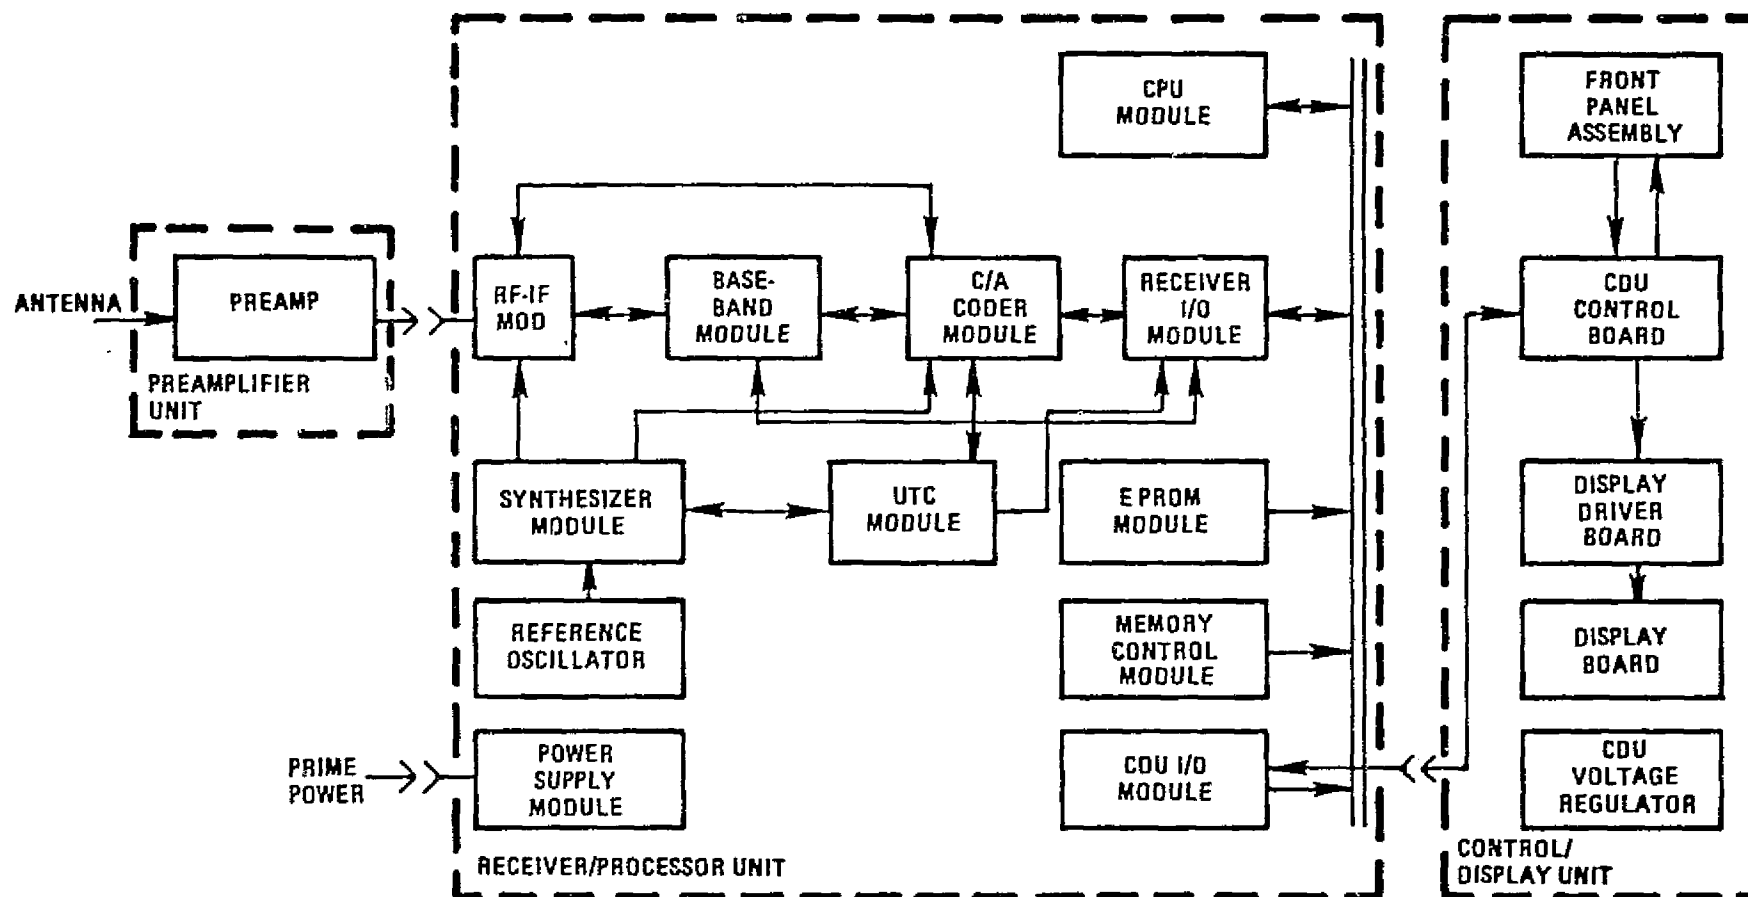 CPU
MODULE
FRONT
PANEL
ASSEMBLY
ANTENNA
PREAMP
PREAMPLIFIER
UNIT
RF-IF
MOD
BASE-
BAND
MODULE
C/A
CODER
MODULE
RECEIVER
I/O
MODULE
CDU
CONTROL
BOARD
SYNTHESIZER
MODULE
UTC
MODULE
EPROM
MODULE
DISPLAY
DRIVER
BOARD
REFERENCE
OSCILLATOR
MEMORY
CONTROL
MODULE
DISPLAY
BOARD
PRIME
POWER
POWER
SUPPLY
MODULE
CDU I/O
MODULE
CDU
VOLTAGE
REGULATOR
RECEIVER/PROCESSOR UNIT
CONTROL/
DISPLAY UNIT